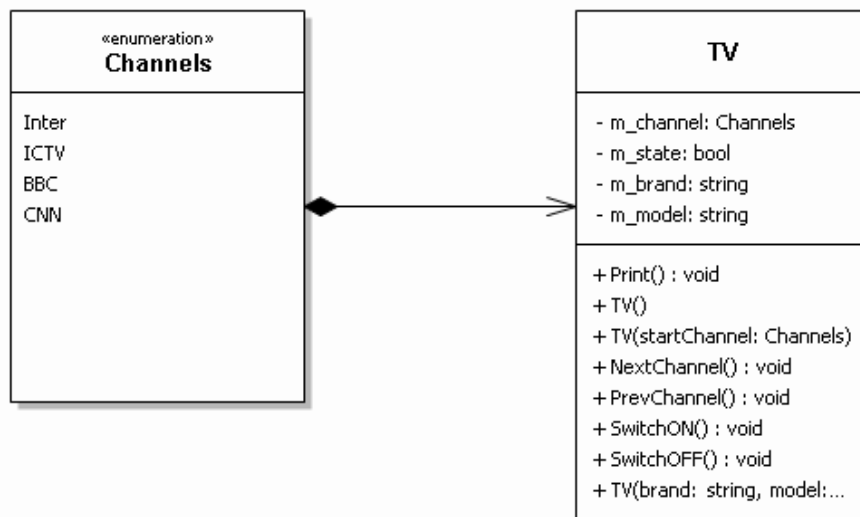 «enumeration»
Channels
Inter
ICTV
BBC
CNN
TV
- m_channel: Channels
- m_state: bool
- m_brand: string
- m_model: string
+ Print() : void
+ TV()
+ TV(startChannel: Channels)
+ NextChannel() : void
+ PrevChannel() : void
+ SwitchON() : void
+ SwitchOFF() : void
+ TV(brand: string, model:...